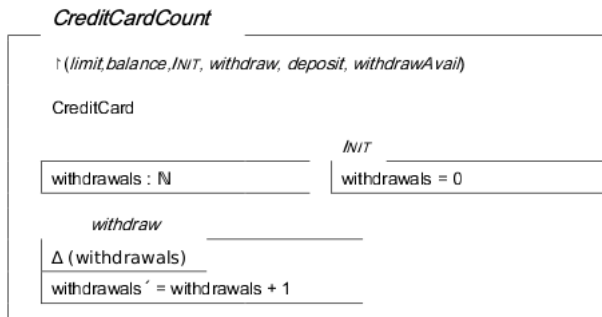 CreditCardCount
↾(limit,balance,INIT, withdraw, deposit, withdrawAvail)
CreditCard
INIT
withdrawals : ℕ
withdrawals = 0
withdraw
Δ (withdrawals)
withdrawals´ = withdrawals + 1